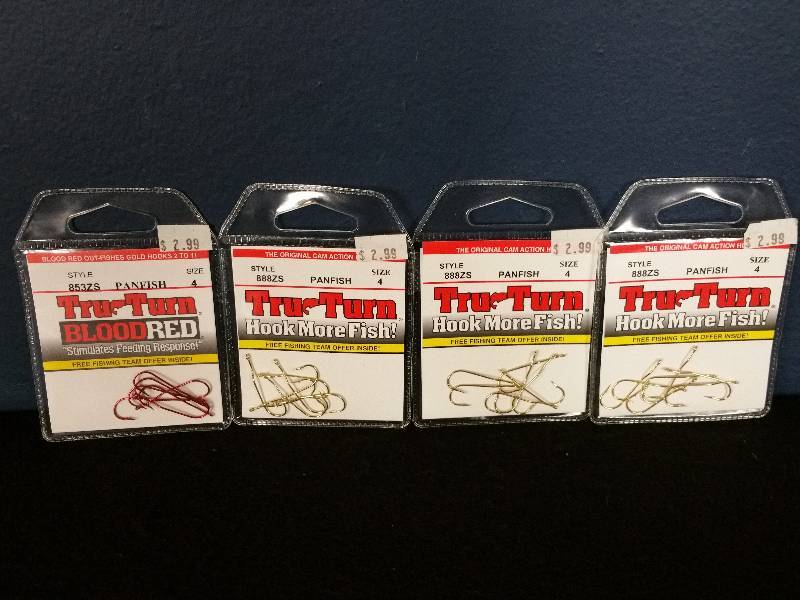 $ 2.99
BLOOD RED OUT-FISHES GOLD HOOKS 2 TO 1!
STYLE SIZE
853ZS PANFISH 4
Tru-Turn
BLOOD RED
"Stimulates Feeding Response!"
FREE FISHING TEAM OFFER INSIDE!
$ 2.99
THE ORIGINAL CAM ACTION
STYLE SIZE
888ZS PANFISH 4
Tru-Turn
Hook More Fish!
FREE FISHING TEAM OFFER INSIDE!
$ 2.99
THE ORIGINAL CAM ACTION
STYLE SIZE
888ZS PANFISH 4
Tru-Turn
Hook More Fish!
FREE FISHING TEAM OFFER INSIDE!
$ 2.99
THE ORIGINAL CAM ACTION
STYLE SIZE
888ZS PANFISH 4
Tru-Turn
Hook More Fish!
FREE FISHING TEAM OFFER INSIDE!